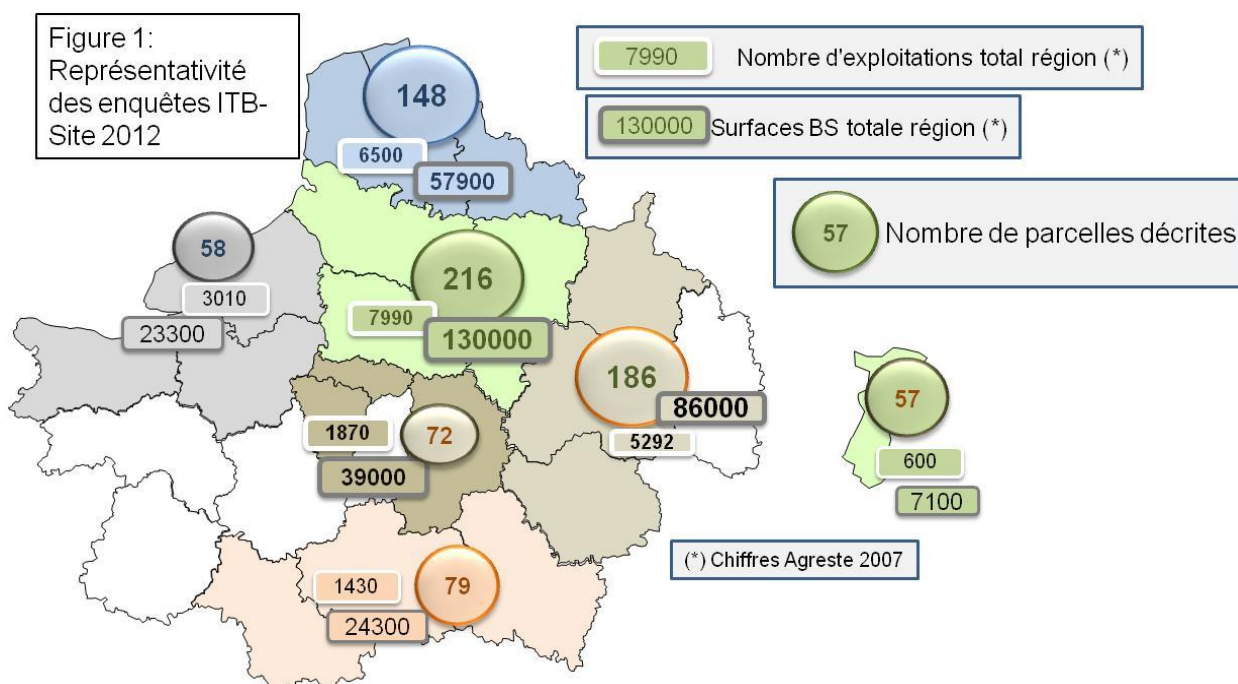 Figure 1:
Représentativité
des enquêtes ITB-
Site 2012
7990 Nombre d'exploitations total région (*)
130000 Surfaces BS totale région (*)
57 Nombre de parcelles décrites
148
6500
57900
58
3010
23300
216
7990
130000
186
86000
5292
57
600
7100
1870
72
39000
1430
79
24300
(*) Chiffres Agreste 2007